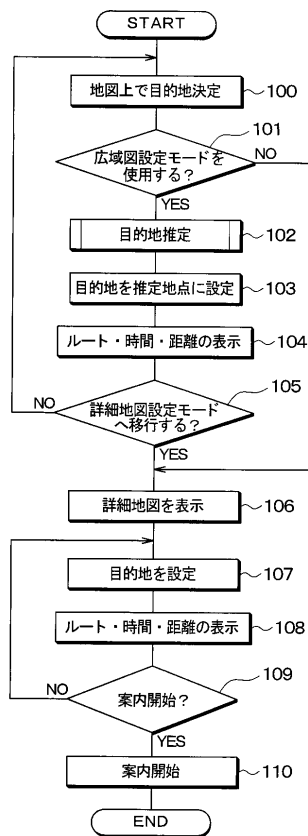 START
地図上で目的地決定
100
101
広域図設定モードを
使用する？
NO
YES
目的地推定
102
目的地を推定地点に設定
103
ルート・時間・距離の表示
104
105
NO
詳細地図設定モード
へ移行する？
YES
詳細地図を表示
106
目的地を設定
107
ルート・時間・距離の表示
108
109
NO
案内開始？
YES
案内開始
110
END